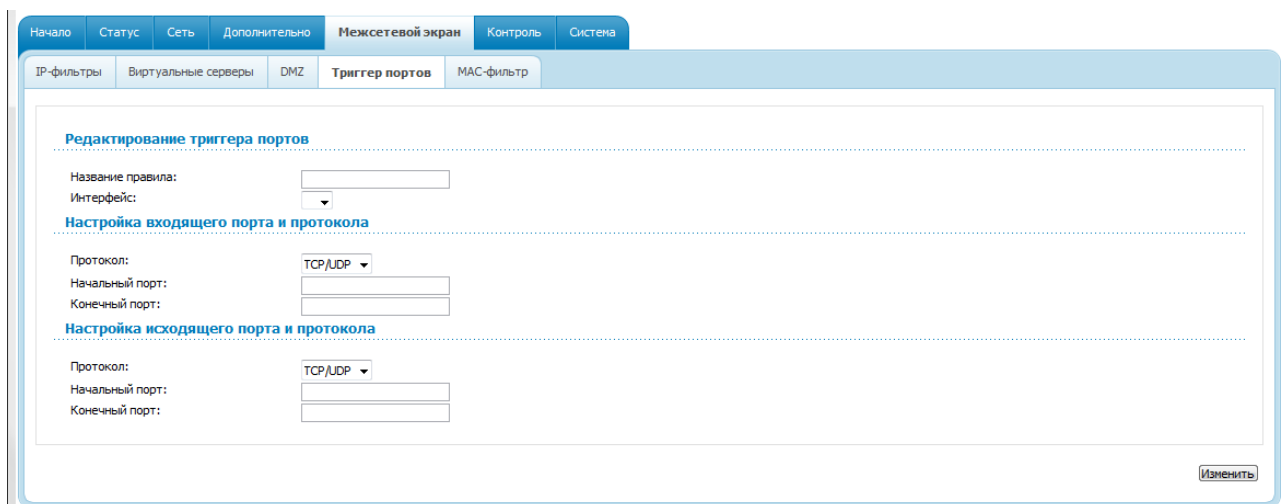 Начало Статус Сеть Дополнительно Межсетевой экран Контроль Система
IP-фильтры Виртуальные серверы DMZ Триггер портов MAC-фильтр
Редактирование триггера портов
Название правила:
Интерфейс:
Настройка входящего порта и протокола
Протокол: TCP/UDP
Начальный порт:
Конечный порт:
Настройка исходящего порта и протокола
Протокол: TCP/UDP
Начальный порт:
Конечный порт:
Изменить